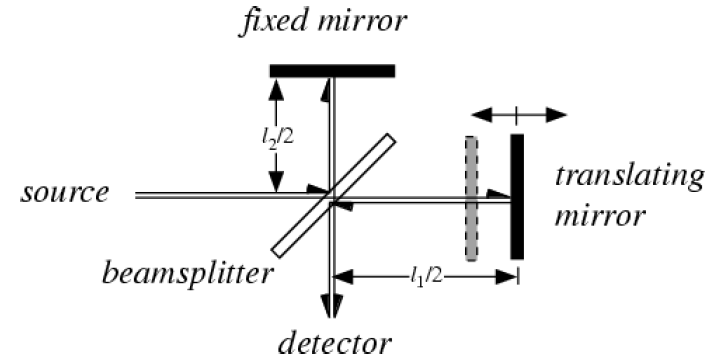 fixed mirror
l₂/2
source
translating
mirror
beamsplitter
l₁/2
detector